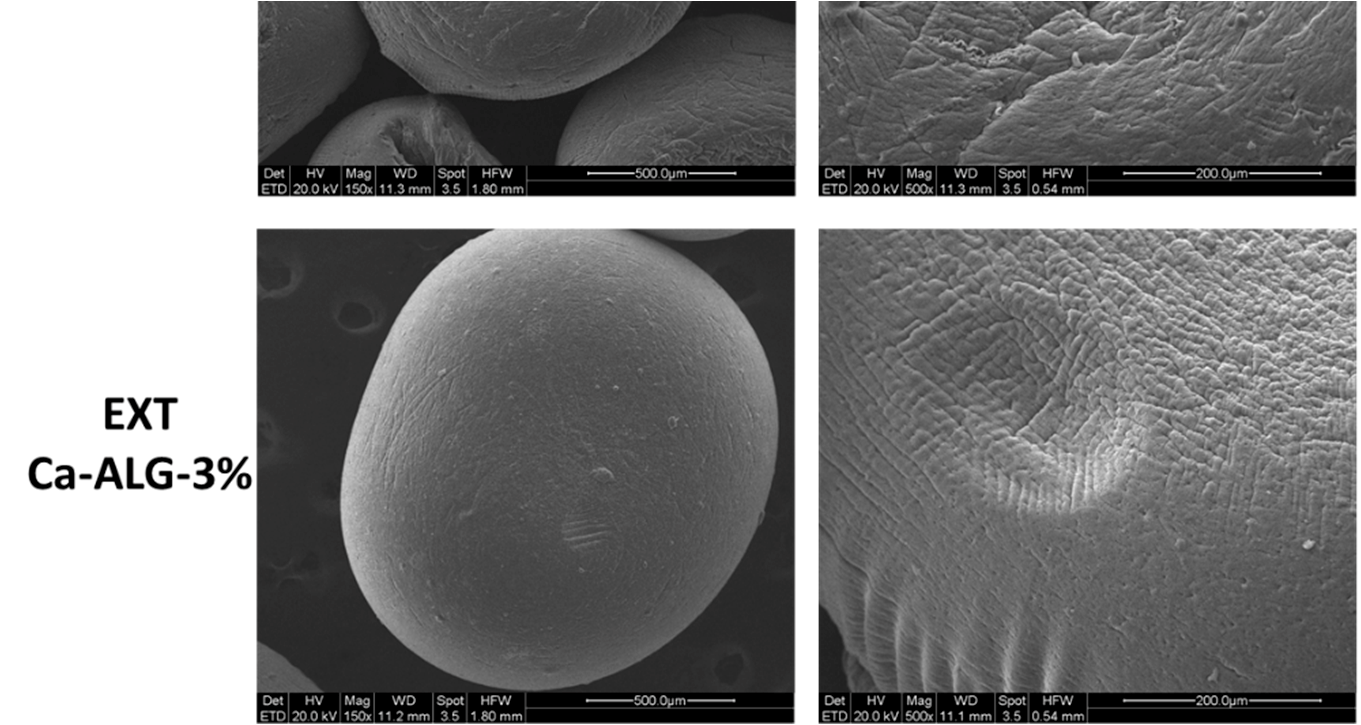 Det HV Mag WD Spot HFW 500.0µm
ETD 20.0 kV 150x 11.3 mm 3.5 1.80 mm
Det HV Mag WD Spot HFW 200.0µm
ETD 20.0 kV 500x 11.3 mm 3.5 0.54 mm
EXT
Ca-ALG-3%
Det HV Mag WD Spot HFW 500.0µm
ETD 20.0 kV 150x 11.2 mm 3.5 1.80 mm
Det HV Mag WD Spot HFW 200.0µm
ETD 20.0 kV 500x 11.1 mm 3.5 0.54 mm